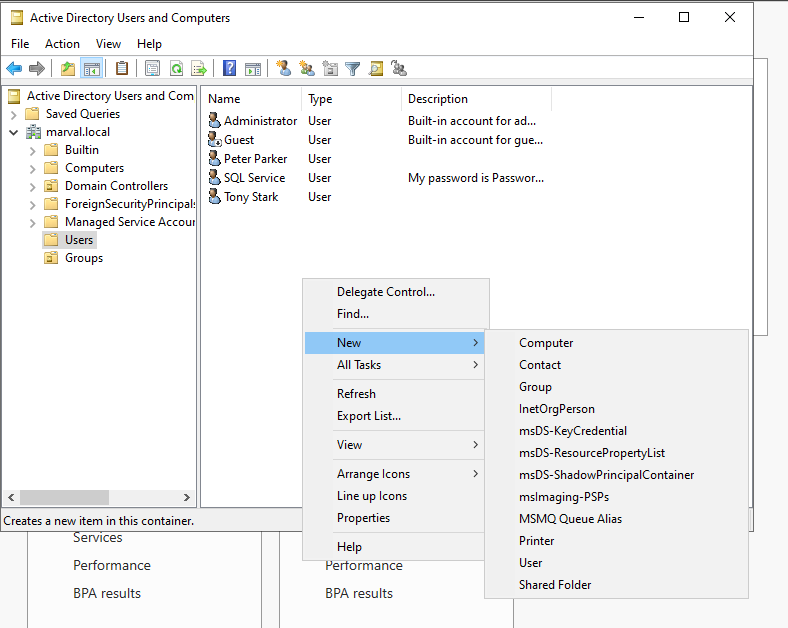 Active Directory Users and Computers
File Action View Help
Active Directory Users and Com
Saved Queries
marval.local
Builtin
Computers
Domain Controllers
ForeignSecurityPrincipals
Managed Service Accour
Users
Groups
Name Type Description
Administrator User Built-in account for ad...
Guest User Built-in account for gue...
Peter Parker User
SQL Service User My password is Passwor...
Tony Stark User
Delegate Control...
Find...
New
All Tasks
Refresh
Export List...
View
Arrange Icons
Line up Icons
Properties
Help
Computer
Contact
Group
InetOrgPerson
msDS-KeyCredential
msDS-ResourcePropertyList
msDS-ShadowPrincipalContainer
msImaging-PSPs
MSMQ Queue Alias
Printer
User
Shared Folder
Creates a new item in this container.
Services
Performance Performance
BPA results BPA results